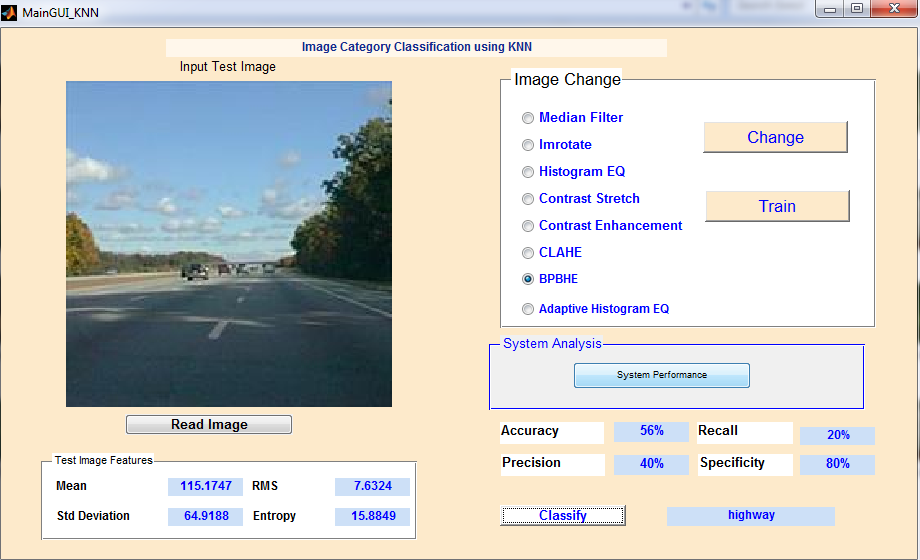 MainGUI_KNN
Image Category Classification using KNN
Input Test Image
Read Image
Test Image Features
Mean 115.1747 RMS 7.6324
Std Deviation 64.9188 Entropy 15.8849
Image Change
Median Filter
Imrotate
Histogram EQ
Contrast Stretch
Contrast Enhancement
CLAHE
BPBHE
Adaptive Histogram EQ
Change
Train
System Analysis
System Performance
Accuracy 56% Recall 20%
Precision 40% Specificity 80%
Classify highway